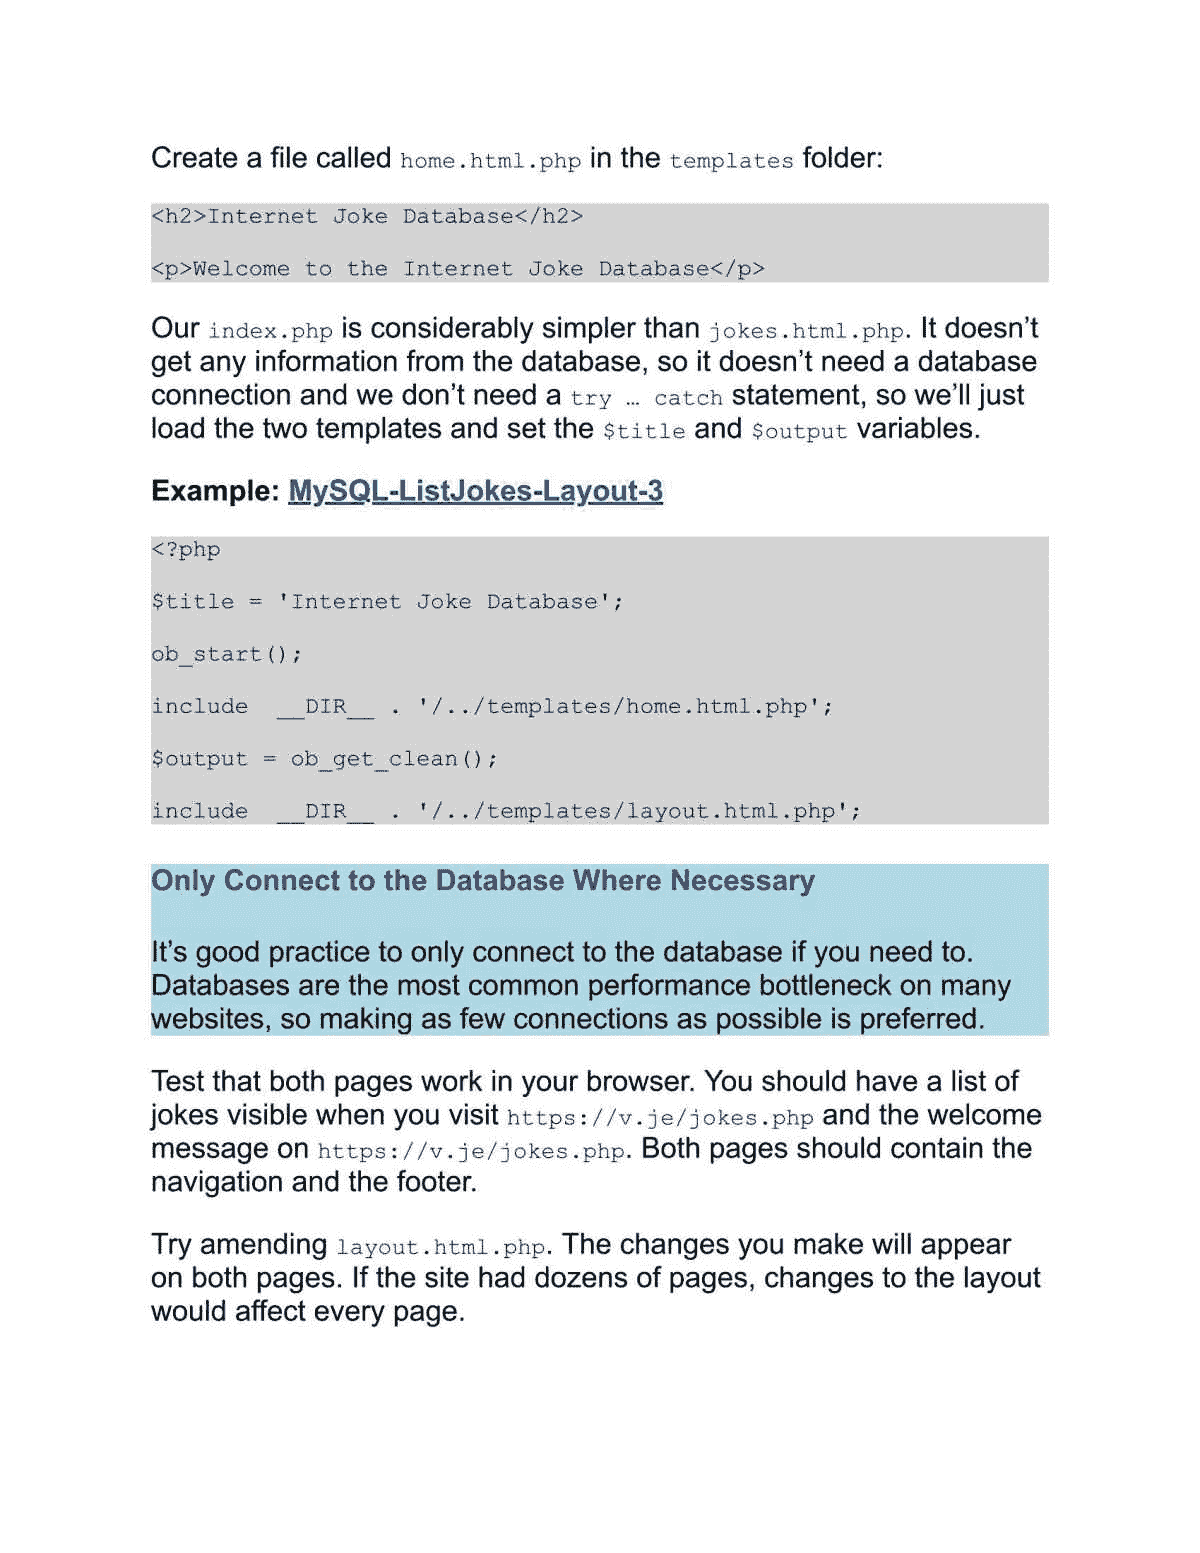 Create a file called home.html.php in the templates folder:
<h2>Internet Joke Database</h2>
<p>Welcome to the Internet Joke Database</p>
Our index.php is considerably simpler than jokes.html.php. It doesn’t
get any information from the database, so it doesn’t need a database
connection and we don’t need a try … catch statement, so we’ll just
load the two templates and set the $title and $output variables.
Example: MySQL-ListJokes-Layout-3
<?php
$title = 'Internet Joke Database';
ob_start();
include  __DIR__ . '/../templates/home.html.php';
$output = ob_get_clean();
include  __DIR__ . '/../templates/layout.html.php';
Only Connect to the Database Where Necessary
It’s good practice to only connect to the database if you need to.
Databases are the most common performance bottleneck on many
websites, so making as few connections as possible is preferred.
Test that both pages work in your browser. You should have a list of
jokes visible when you visit https://v.je/jokes.php and the welcome
message on https://v.je/jokes.php. Both pages should contain the
navigation and the footer.
Try amending layout.html.php. The changes you make will appear
on both pages. If the site had dozens of pages, changes to the layout
would affect every page.